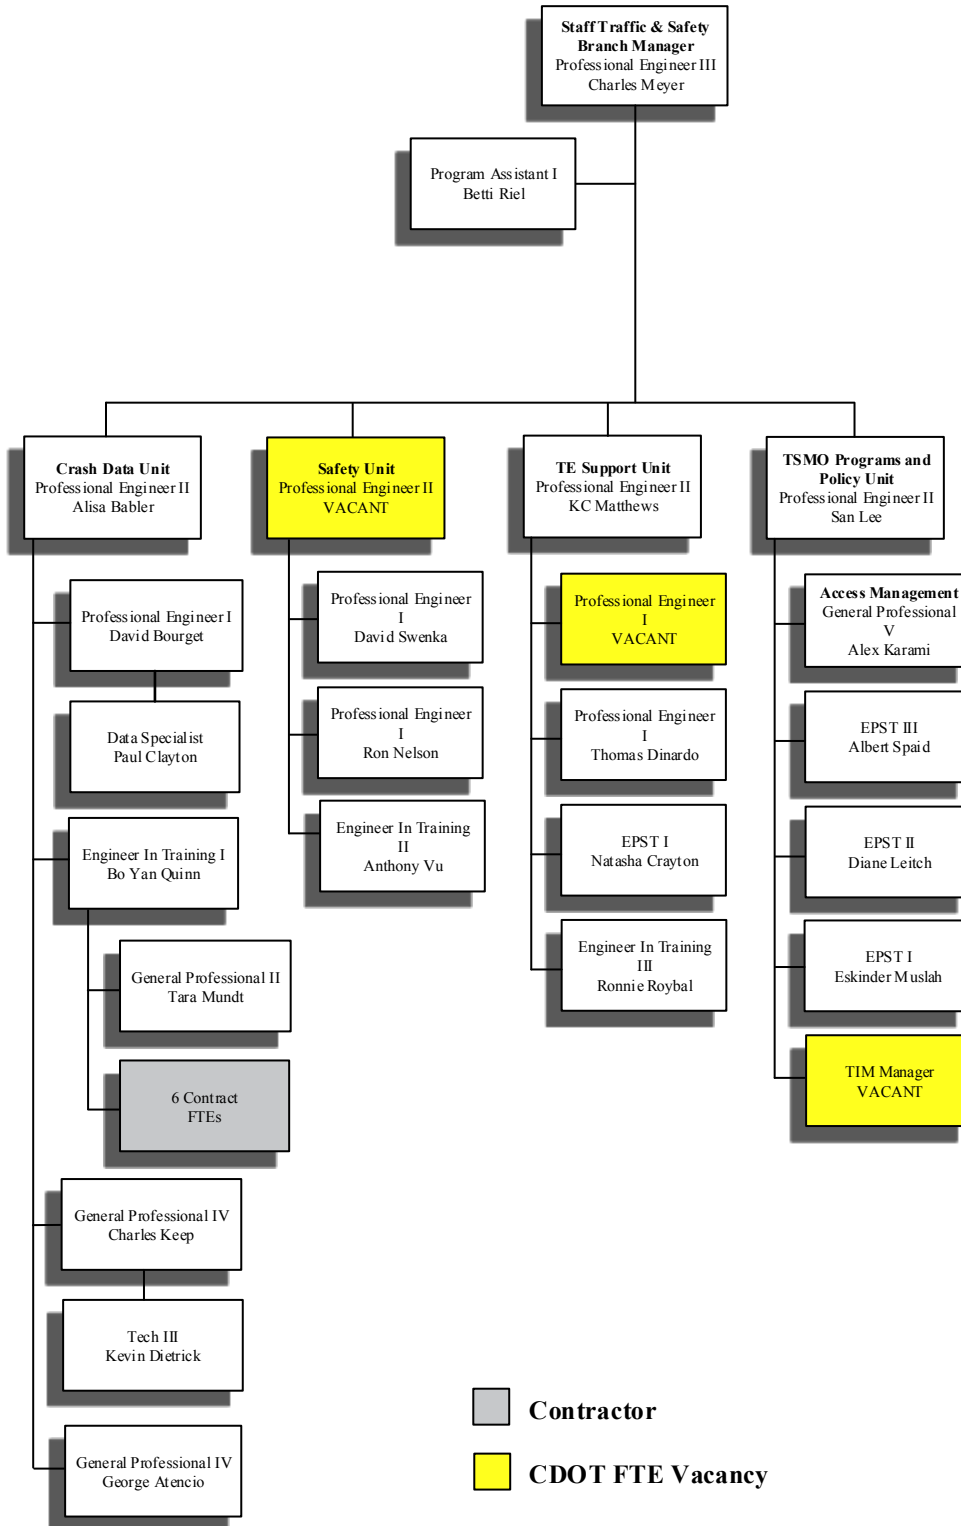 Staff Traffic & Safety
Branch Manager
Professional Engineer III
Charles Meyer
Program Assistant I
Betti Riel
Crash Data Unit
Professional Engineer II
Alisa Babler
Safety Unit
Professional Engineer II
VACANT
TE Support Unit
Professional Engineer II
KC Matthews
TSMO Programs and
Policy Unit
Professional Engineer II
San Lee
Professional Engineer I
David Bourget
Data Specialist
Paul Clayton
Engineer In Training I
Bo Yan Quinn
General Professional II
Tara Mundt
6 Contract
FTEs
General Professional IV
Charles Keep
Tech III
Kevin Dietrick
General Professional IV
George Atencio
Professional Engineer
I
David Swenka
Professional Engineer
I
Ron Nelson
Engineer In Training
II
Anthony Vu
Professional Engineer
I
VACANT
Professional Engineer
I
Thomas Dinardo
EPST I
Natasha Crayton
Engineer In Training
III
Ronnie Roybal
Access Management
General Professional
V
Alex Karami
EPST III
Albert Spaid
EPST II
Diane Leitch
EPST I
Eskinder Muslah
TIM Manager
VACANT
Contractor
CDOT FTE Vacancy